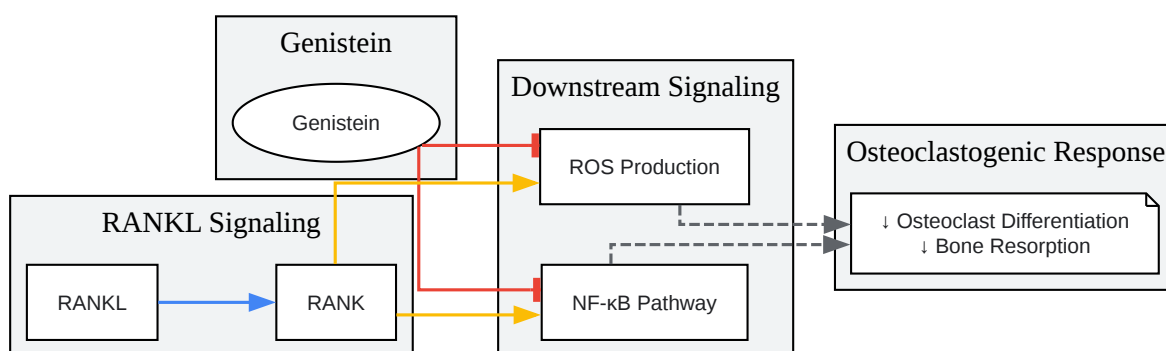 Genistein
Genistein
RANKL Signaling
RANKL
RANK
Downstream Signaling
ROS Production
NF-κB Pathway
Osteoclastogenic Response
↓ Osteoclast Differentiation
↓ Bone Resorption